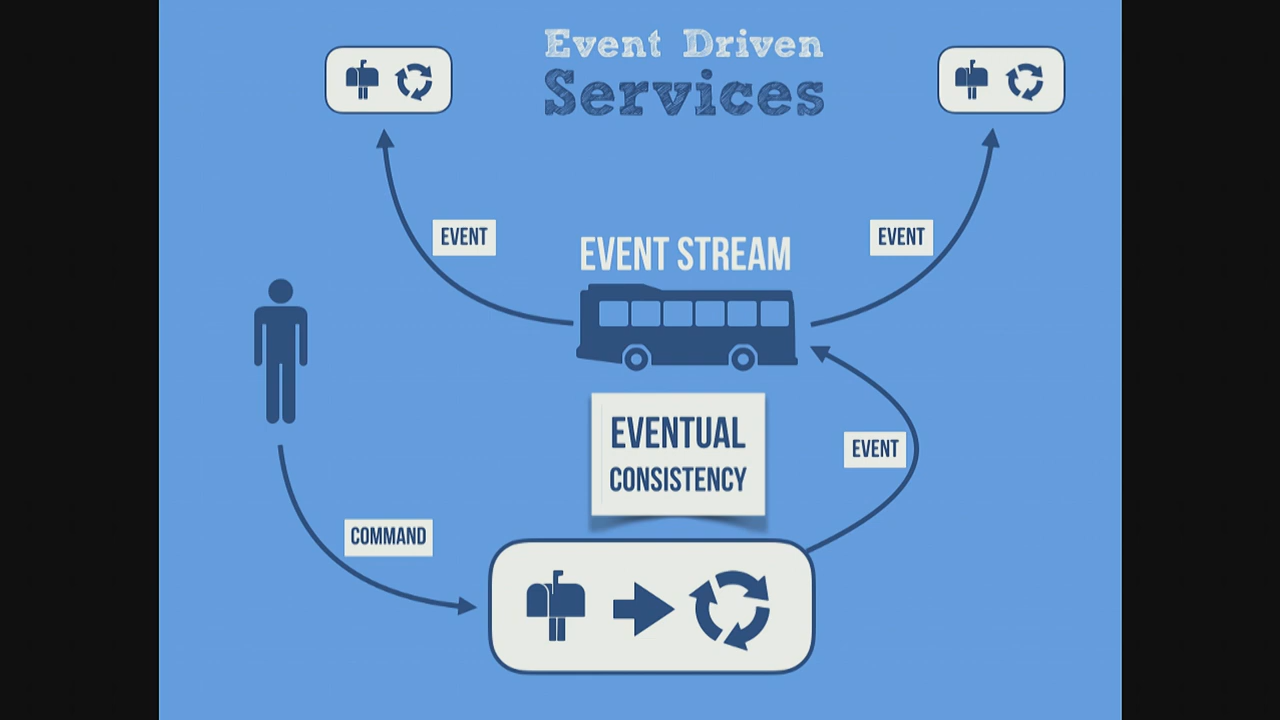 Event Driven
Services
EVENT
EVENT
EVENT STREAM
EVENTUAL
CONSISTENCY
EVENT
COMMAND